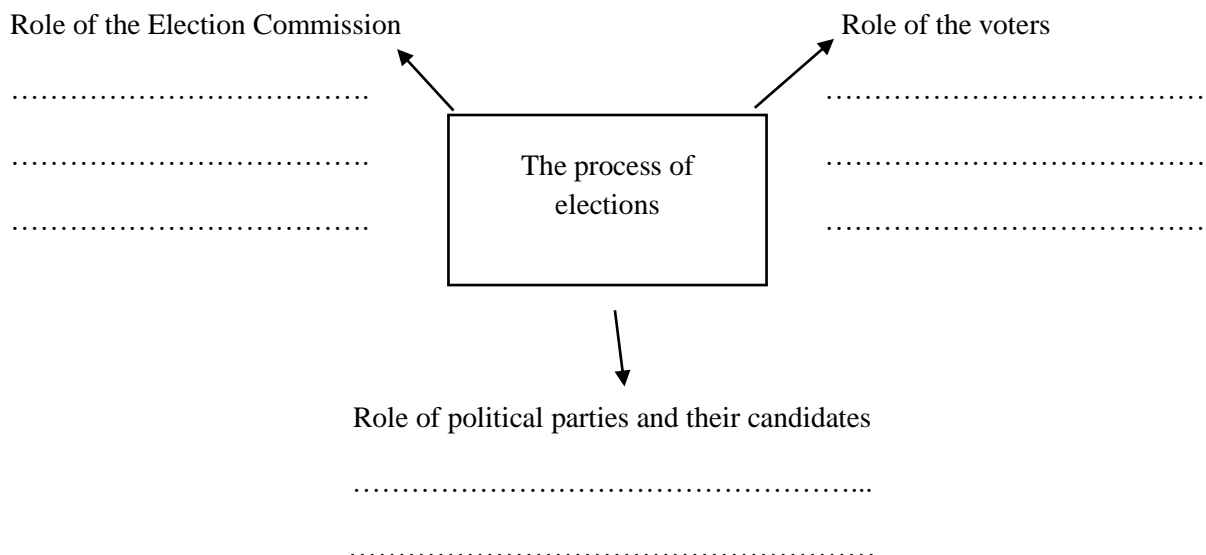 Role of the Election Commission
Role of the voters
………………………………….
……………………………………
………………………………….
……………………………………
………………………………….
……………………………………
The process of
elections
Role of political parties and their candidates
……………………………………………...
………………………………………………